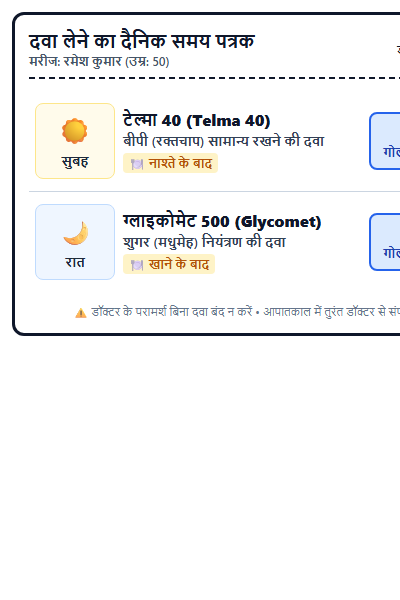 दवा लेने का दैनिक समय पत्रक
मरीज: रमेश कुमार (उम्र: 50)
सुबह
टेल्मा 40 (Telma 40)
बीपी (रक्तचाप) सामान्य रखने की दवा
नाश्ते के बाद
रात
ग्लाइकोमेट 500 (Glycomet)
शुगर (मधुमेह) नियंत्रण की दवा
खाने के बाद
डॉक्टर के परामर्श बिना दवा बंद न करें • आपातकाल में तुरंत डॉक्टर से